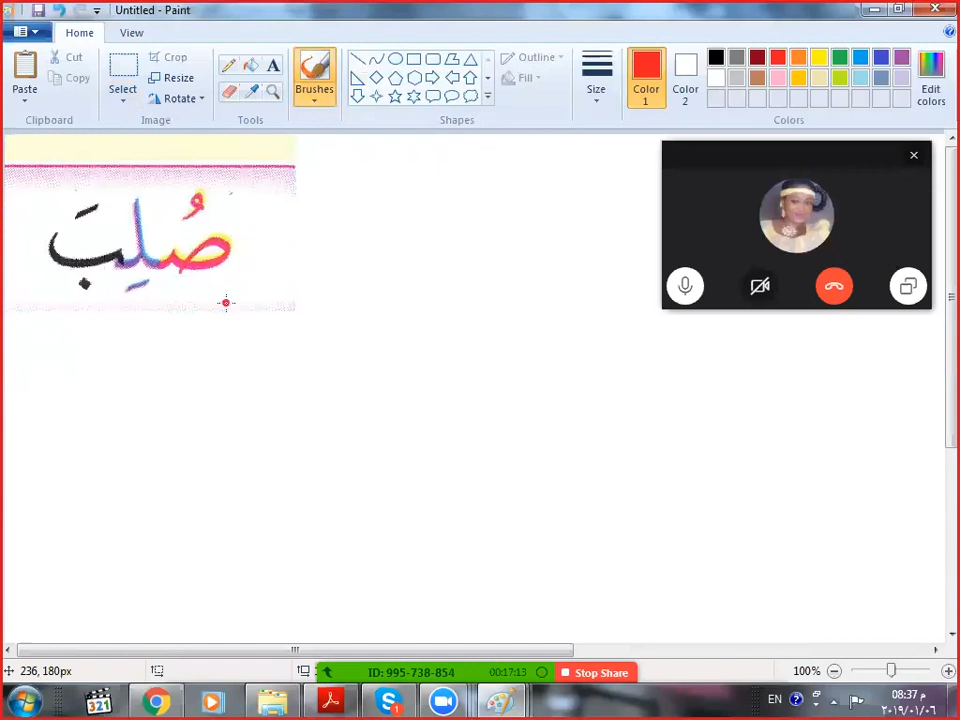 Untitled - Paint
Home
View
Paste
Cut
Copy
Clipboard
Select
Crop
Resize
Rotate
Image
Tools
Brushes
Outline
Fill
Shapes
Size
Color 1
Color 2
Edit colors
Colors
صُلِبَ
236, 180px
ID: 995-738-854
00:17:13
Stop Share
100%
321
1
EN
08:37 م
٢٠١٩/٠١/٠٦